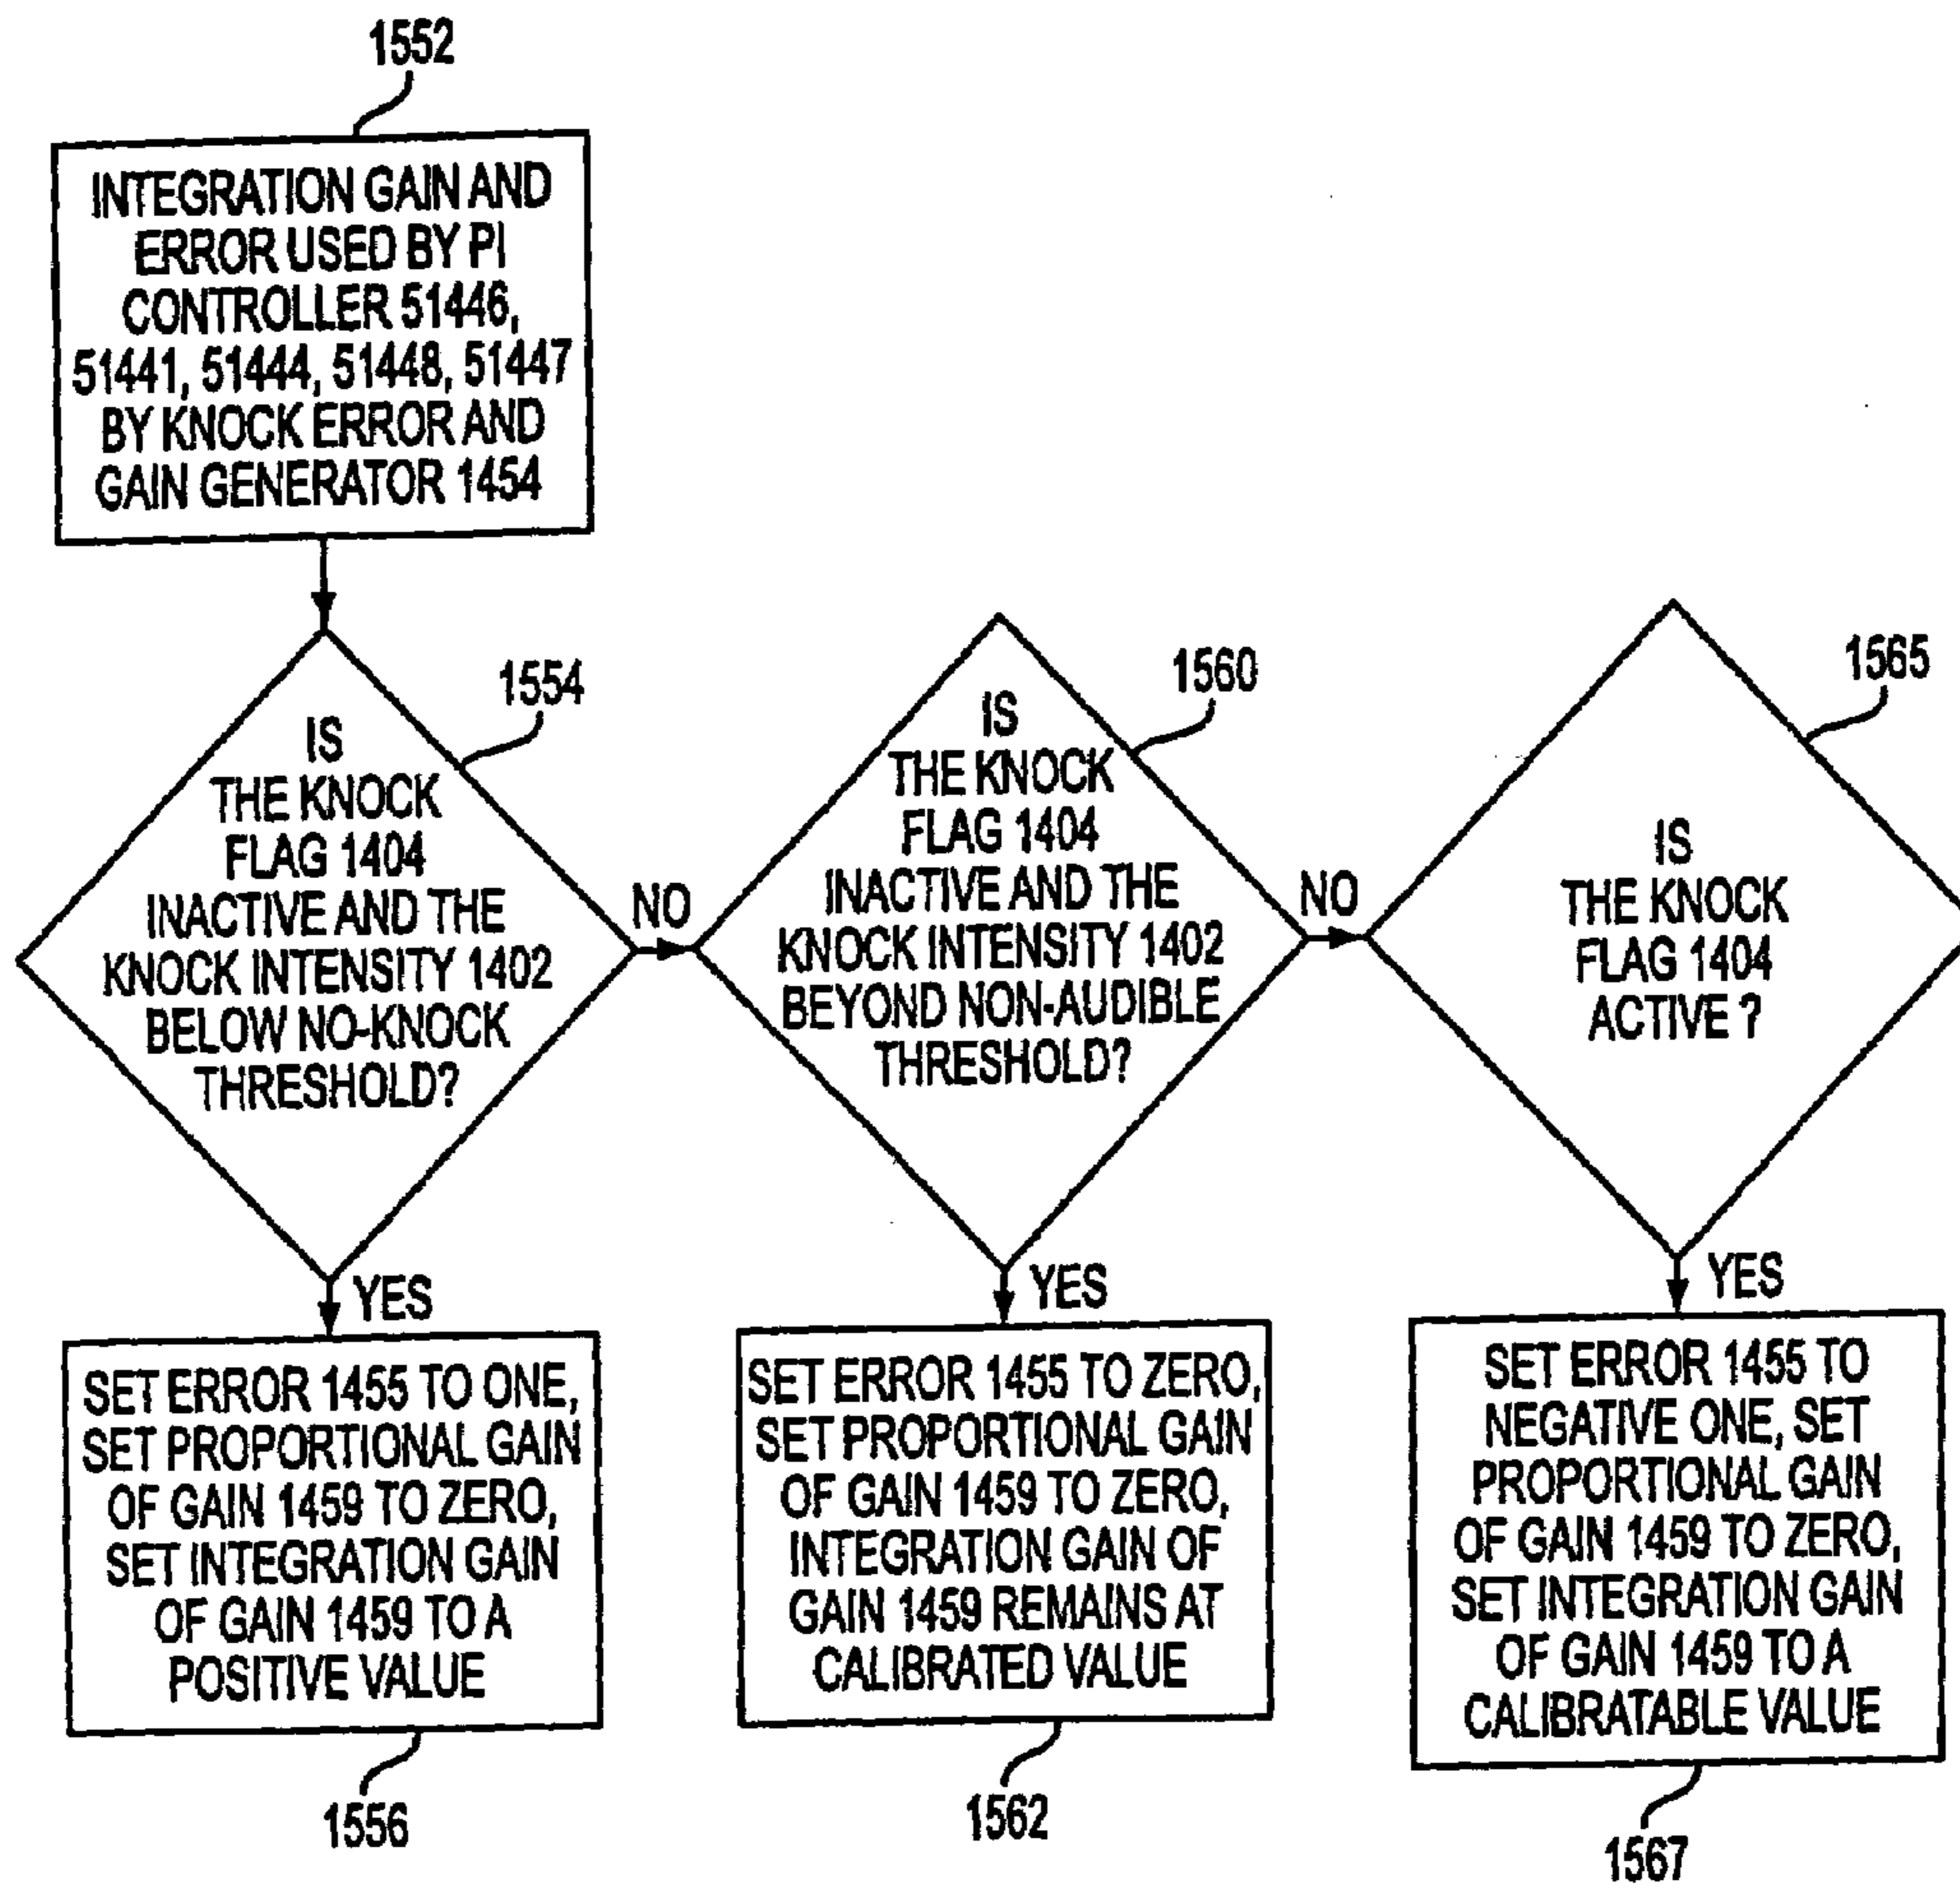 1552
INTEGRATION GAIN AND
ERROR USED BY PI
CONTROLLER 51446,
51441, 51444, 51448, 51447
BY KNOCK ERROR AND
GAIN GENERATOR 1454
1554
IS
THE KNOCK
FLAG 1404
INACTIVE AND THE
KNOCK INTENSITY 1402
BELOW NO-KNOCK
THRESHOLD?
NO
YES
1560
IS
THE KNOCK
FLAG 1404
INACTIVE AND THE
KNOCK INTENSITY 1402
BEYOND NON-AUDIBLE
THRESHOLD?
NO
YES
1565
IS
THE KNOCK
FLAG 1404
ACTIVE ?
YES
SET ERROR 1455 TO ONE,
SET PROPORTIONAL GAIN
OF GAIN 1459 TO ZERO,
SET INTEGRATION GAIN
OF GAIN 1459 TO A
POSITIVE VALUE
1556
SET ERROR 1455 TO ZERO,
SET PROPORTIONAL GAIN
OF GAIN 1459 TO ZERO,
INTEGRATION GAIN OF
GAIN 1459 REMAINS AT
CALIBRATED VALUE
1562
SET ERROR 1455 TO
NEGATIVE ONE, SET
PROPORTIONAL GAIN
OF GAIN 1459 TO ZERO,
SET INTEGRATION GAIN
OF GAIN 1459 TO A
CALIBRATABLE VALUE
1567